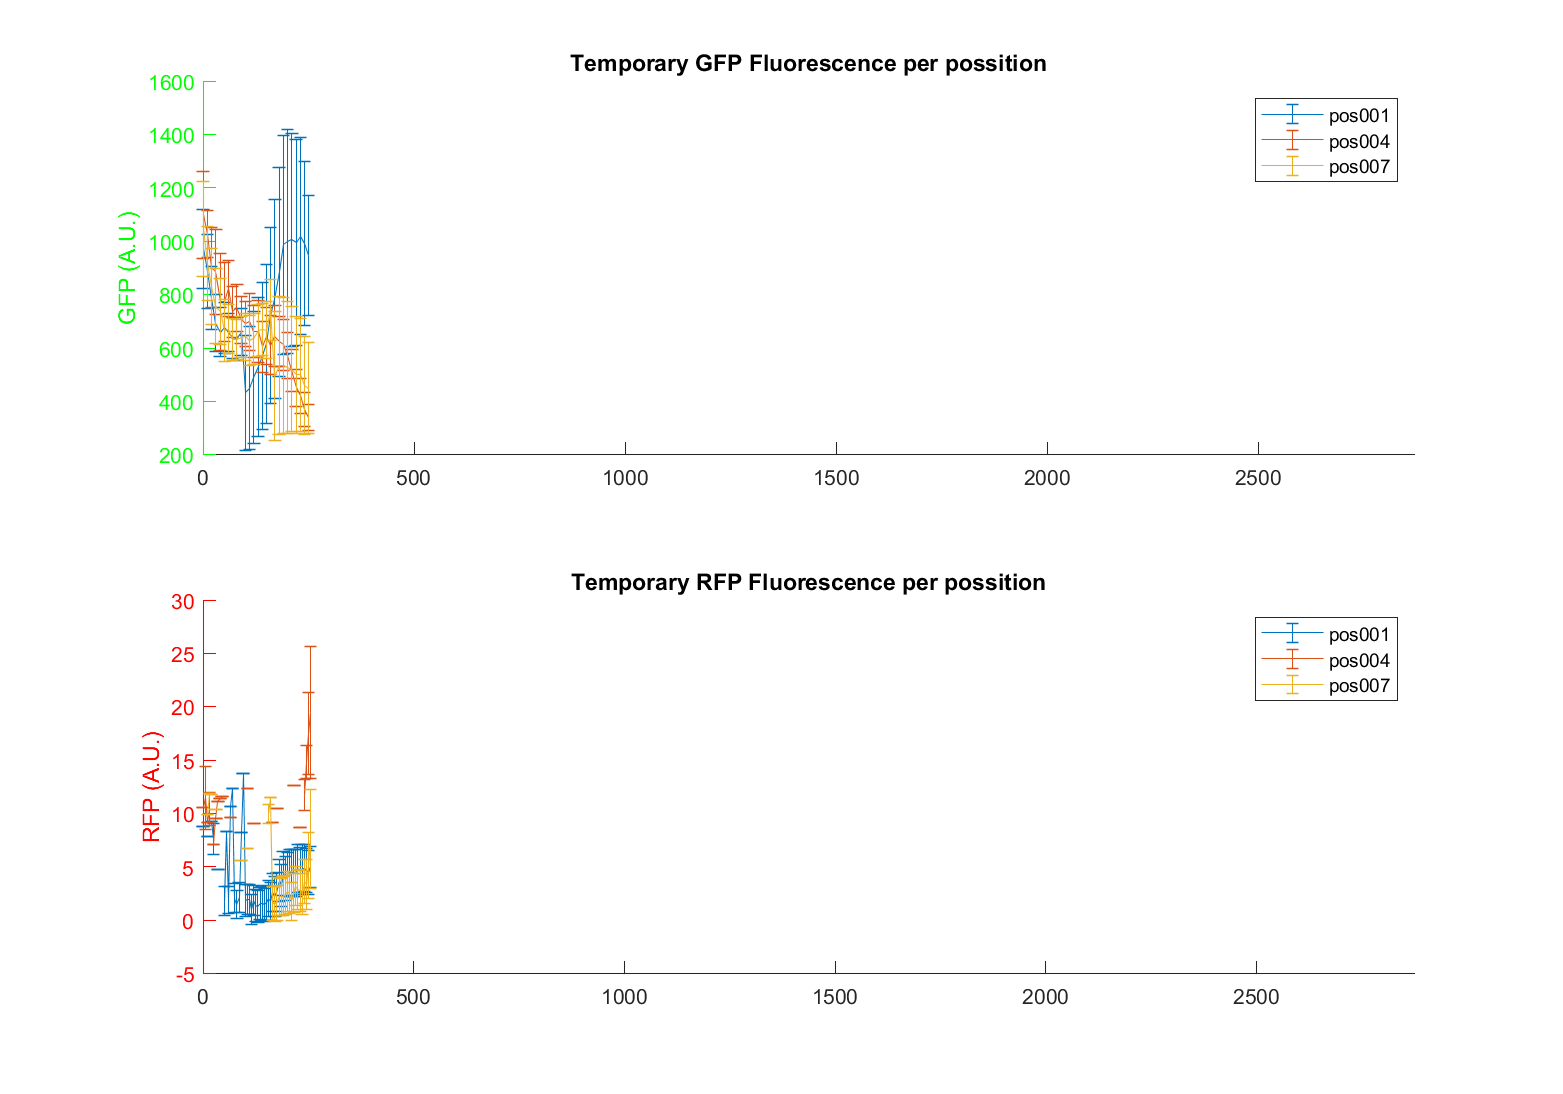 Temporary GFP Fluorescence per possition
1600
1400
1200
1000
800
600
400
200
GFP (A.U.)
0 500 1000 1500 2000 2500
pos001
pos004
pos007
Temporary RFP Fluorescence per possition
30
25
20
15
10
5
0
-5
RFP (A.U.)
0 500 1000 1500 2000 2500
pos001
pos004
pos007